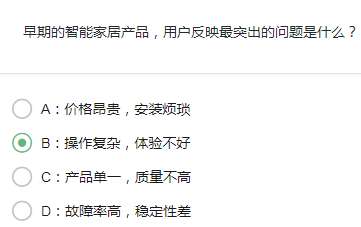 早期的智能家居产品，用户反映最突出的问题是什么？
A：价格昂贵，安装烦琐
B：操作复杂，体验不好
C：产品单一，质量不高
D：故障率高，稳定性差